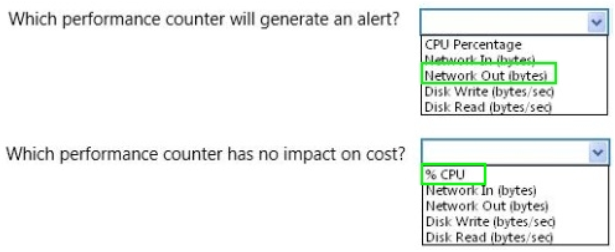 Which performance counter will generate an alert?
CPU Percentage
Network In (bytes)
Network Out (bytes)
Disk Write (bytes/sec)
Disk Read (bytes/sec)
Which performance counter has no impact on cost?
% CPU
Network In (bytes)
Network Out (bytes)
Disk Write (bytes/sec)
Disk Read (bytes/sec)